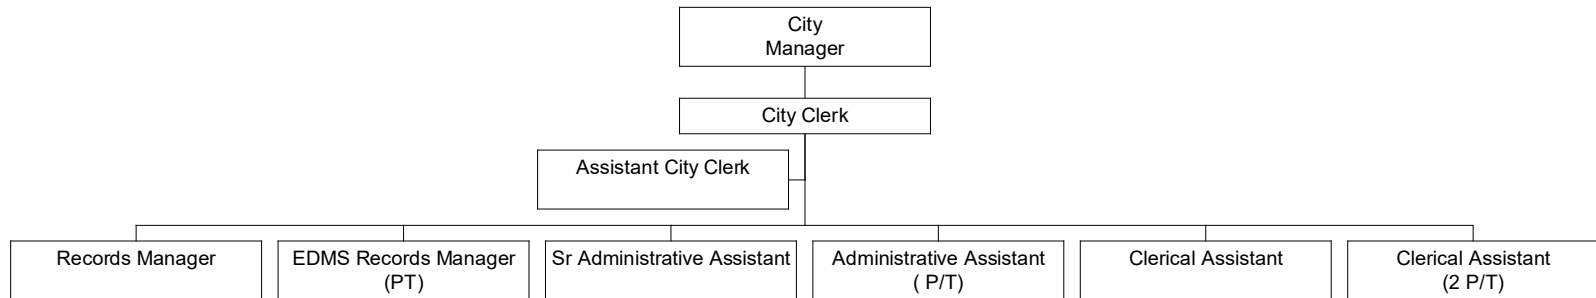 City
Manager
City Clerk
Assistant City Clerk
Records Manager
EDMS Records Manager
(PT)
Sr Administrative Assistant
Administrative Assistant
( P/T)
Clerical Assistant
Clerical Assistant
(2 P/T)